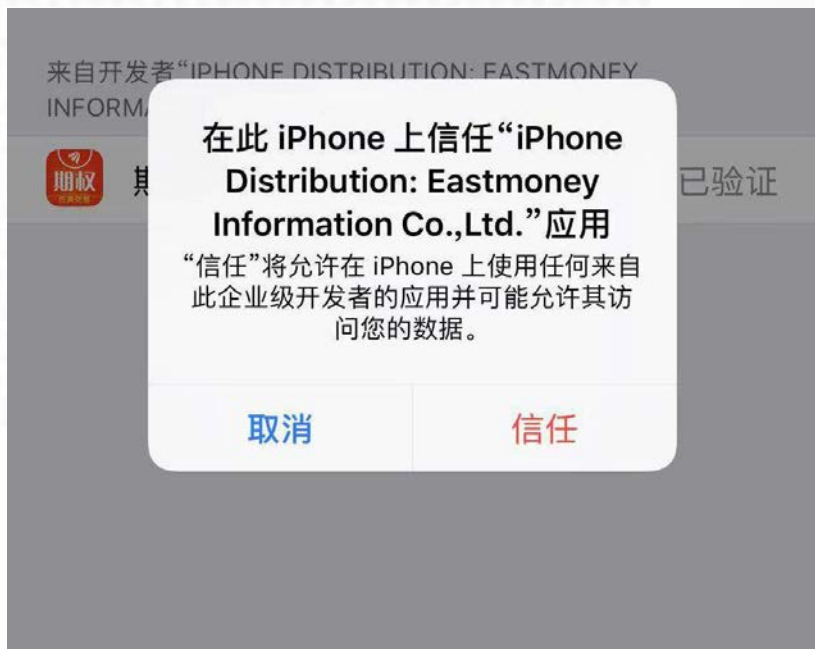 来自开发者“IPHONE DISTRIBUTION: EASTMONEY
INFORMA
在此 iPhone 上信任“iPhone
Distribution: Eastmoney
Information Co.,Ltd.”应用
“信任”将允许在 iPhone 上使用任何来自
此企业级开发者的应用并可能允许其访
问您的数据。
期权
已验证
取消
信任